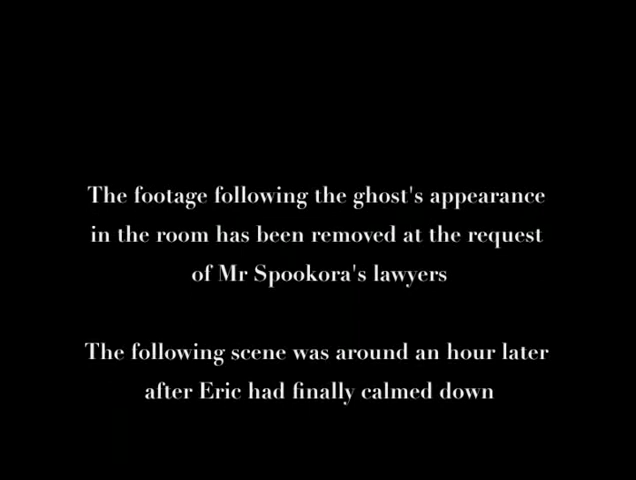 The footage following the ghost's appearance
in the room has been removed at the request
of Mr Spookora's lawyers
The following scene was around an hour later
after Eric had finally calmed down